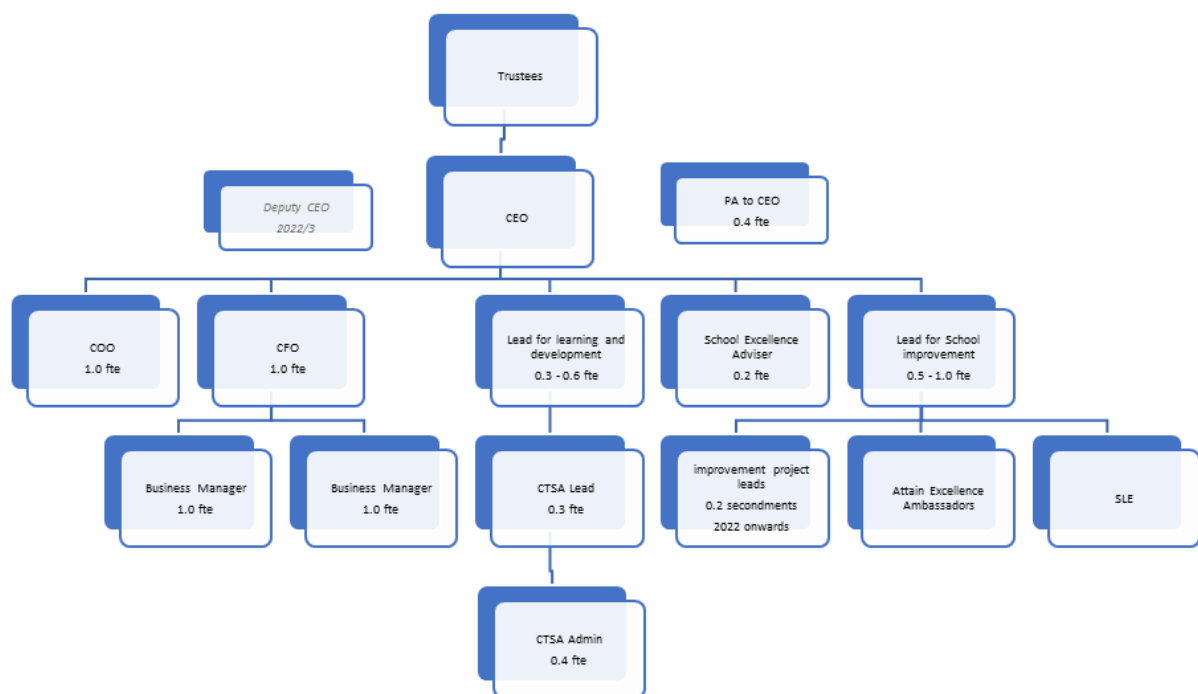 Trustees
Deputy CEO
2022/3
CEO
PA to CEO
0.4 fte
COO
1.0 fte
CFO
1.0 fte
Lead for learning and
development
0.3 - 0.6 fte
School Excellence
Adviser
0.2 fte
Lead for School
improvement
0.5 - 1.0 fte
Business Manager
1.0 fte
Business Manager
1.0 fte
CTSA Lead
0.3 fte
improvement project
leads
0.2 secondments
2022 onwards
Attain Excellence
Ambassadors
SLE
CTSA Admin
0.4 fte